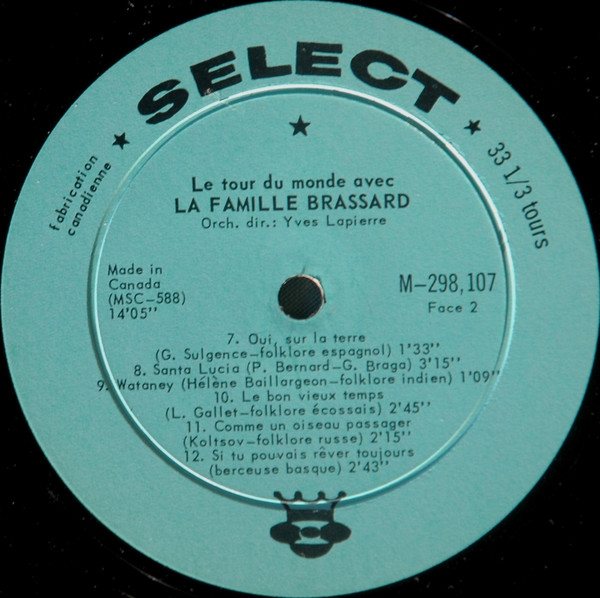 SELECT
fabrication
canadienne
33 1/3 tours
Le tour du monde avec
LA FAMILLE BRASSARD
Orch. dir.: Yves Lapierre
Made in
Canada
(MSC-588)
14'05''
M-298,107
Face 2
7. Oui, sur la terre
(G. Sulgence-folklore espagnol) 1'33''
8. Santa Lucia (P. Bernard-G. Braga) 3'15''
9. Wataney (Hélène Baillargeon-folklore indien) 1'09''
10. Le bon vieux temps
(L. Gallet-folklore écossais) 2'45''
11. Comme un oiseau passager
(Koltsov-folklore russe) 2'15''
12. Si tu pouvais rêver toujours
(berceuse basque) 2'43''